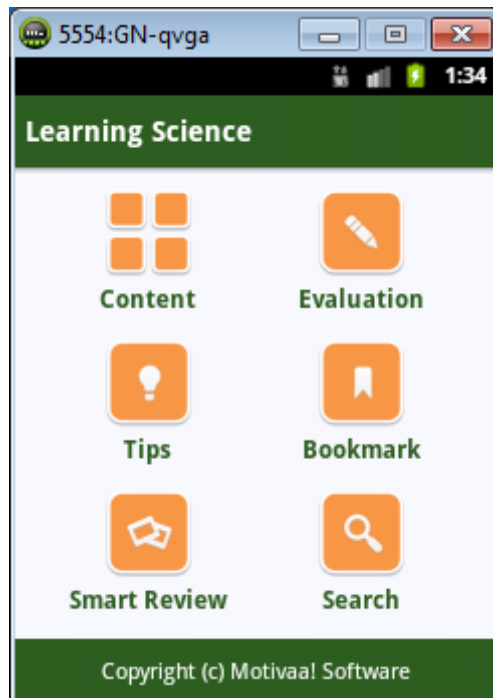 5554:GN-qvga
1:34
Learning Science
Content Evaluation
Tips Bookmark
Smart Review Search
Copyright (c) Motivaa! Software